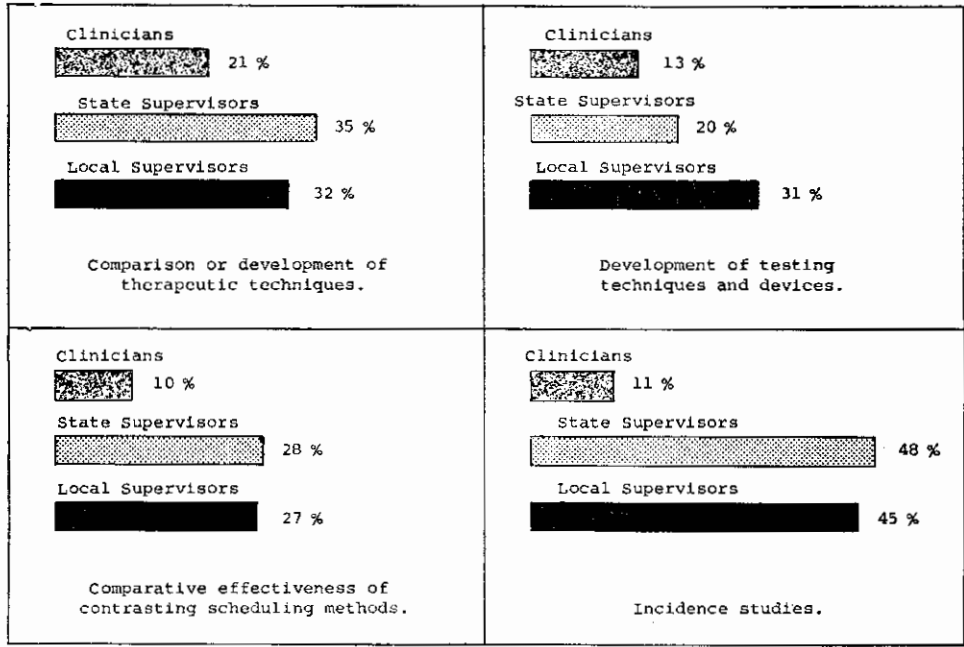 Clinicians
21 %
State Supervisors
35 %
Local Supervisors
32 %
Comparison or development of
therapeutic techniques.
Clinicians
13 %
State Supervisors
20 %
Local Supervisors
31 %
Development of testing
techniques and devices.
Clinicians
10 %
State Supervisors
28 %
Local Supervisors
27 %
Comparative effectiveness of
contrasting scheduling methods.
Clinicians
11 %
State Supervisors
48 %
Local Supervisors
45 %
Incidence studies.